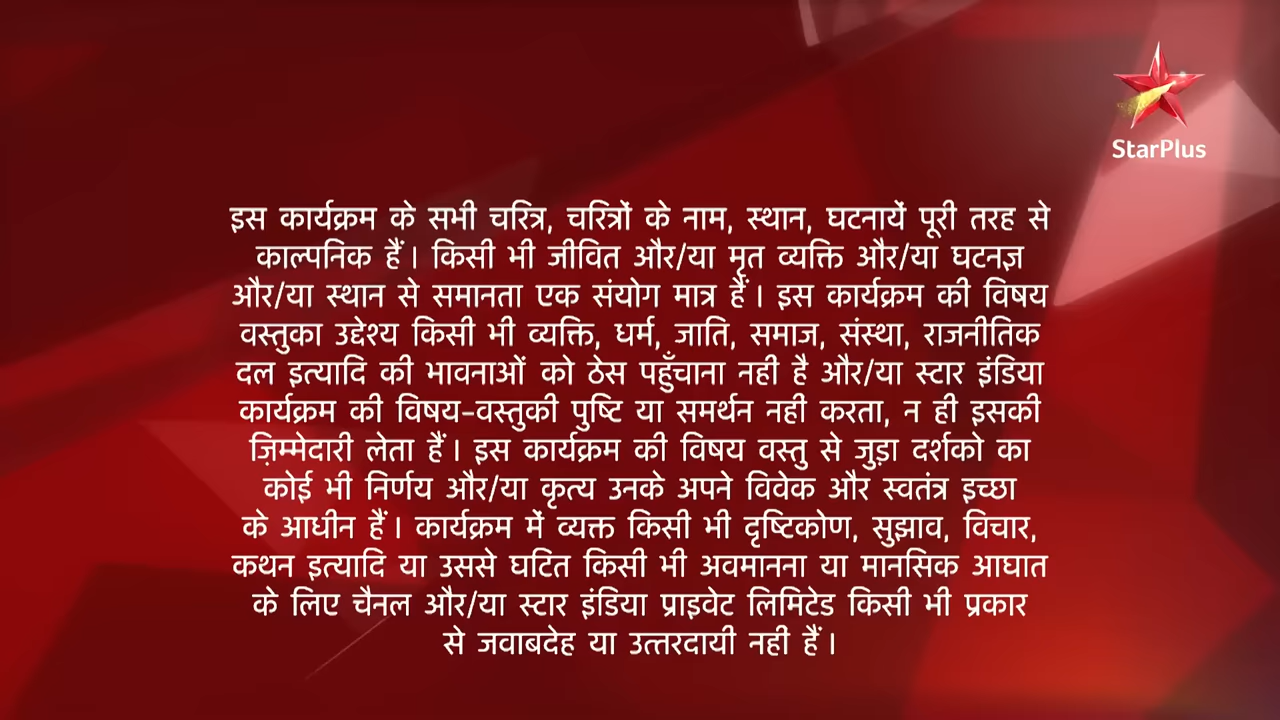 StarPlus
इस कार्यक्रम के सभी चरित्र, चरित्रों के नाम, स्थान, घटनायें पूरी तरह से
काल्पनिक हैं। किसी भी जीवित और/या मृत व्यक्ति और/या घटनज्ञ
और/या स्थान से समानता एक संयोग मात्र हैं। इस कार्यक्रम की विषय
वस्तुका उद्देश्य किसी भी व्यक्ति, धर्म, जाति, समाज, संस्था, राजनीतिक
दल इत्यादि की भावनाओं को ठेस पहुँचाना नही है और/या स्टार इंडिया
कार्यक्रम की विषय-वस्तुकी पुष्टि या समर्थन नही करता, न ही इसकी
ज़िम्मेदारी लेता हैं। इस कार्यक्रम की विषय वस्तु से जुड़ा दर्शको का
कोई भी निर्णय और/या कृत्य उनके अपने विवेक और स्वतंत्र इच्छा
के आधीन हैं। कार्यक्रम में व्यक्त किसी भी दृष्टिकोण, सुझाव, विचार,
कथन इत्यादि या उससे घटित किसी भी अवमानना या मानसिक आघात
के लिए चैनल और/या स्टार इंडिया प्राइवेट लिमिटेड किसी भी प्रकार
से जवाबदेह या उत्तरदायी नही हैं।